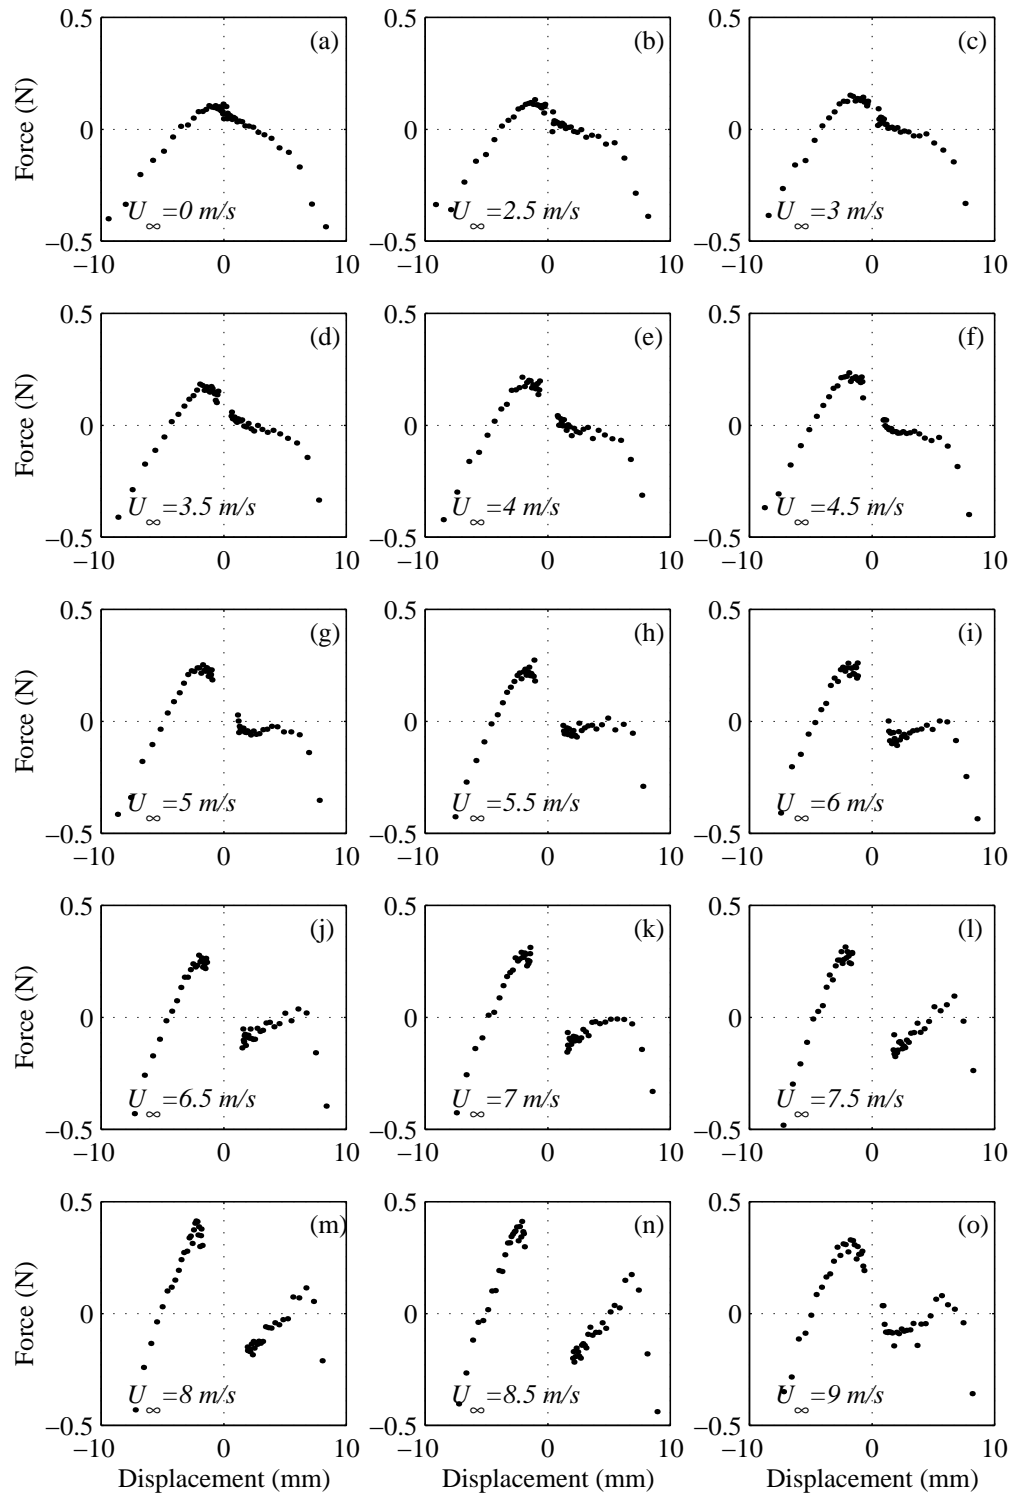 0.5
(a)
0.5
(b)
0.5
(c)
Force (N)
0
0
0
U∞=0 m/s
U∞=2.5 m/s
U∞=3 m/s
−0.5
−0.5
−0.5
−10 0 10
−10 0 10
−10 0 10
0.5
(d)
0.5
(e)
0.5
(f)
Force (N)
0
0
0
U∞=3.5 m/s
U∞=4 m/s
U∞=4.5 m/s
−0.5
−0.5
−0.5
−10 0 10
−10 0 10
−10 0 10
0.5
(g)
0.5
(h)
0.5
(i)
Force (N)
0
0
0
U∞=5 m/s
U∞=5.5 m/s
U∞=6 m/s
−0.5
−0.5
−0.5
−10 0 10
−10 0 10
−10 0 10
0.5
(j)
0.5
(k)
0.5
(l)
Force (N)
0
0
0
U∞=6.5 m/s
U∞=7 m/s
U∞=7.5 m/s
−0.5
−0.5
−0.5
−10 0 10
−10 0 10
−10 0 10
0.5
(m)
0.5
(n)
0.5
(o)
Force (N)
0
0
0
U∞=8 m/s
U∞=8.5 m/s
U∞=9 m/s
−0.5
−0.5
−0.5
−10 0 10
−10 0 10
−10 0 10
Displacement (mm)
Displacement (mm)
Displacement (mm)